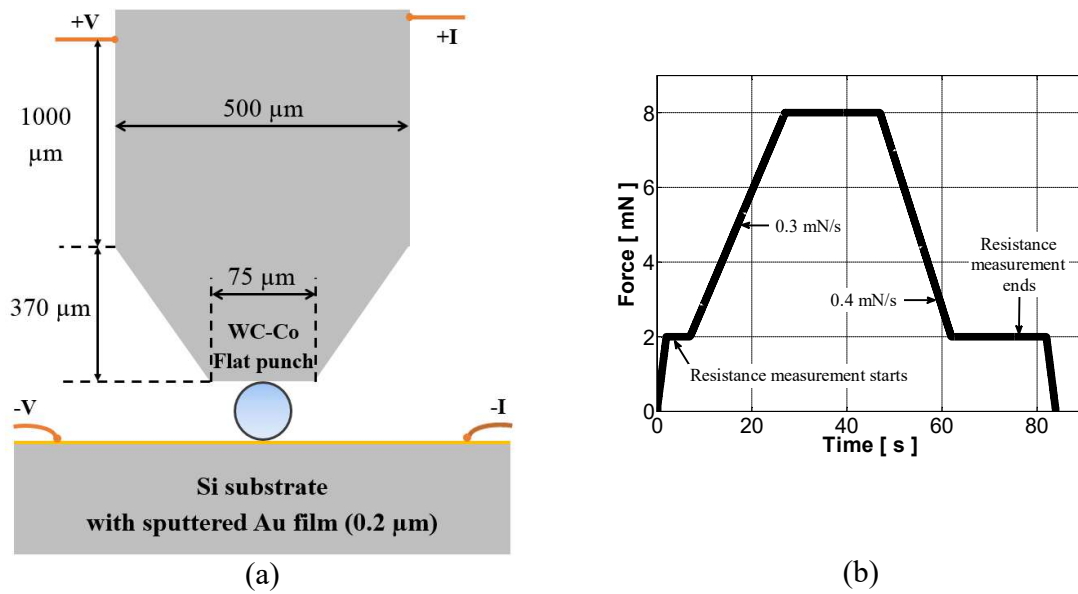 +V
+I
1000
µm
500 µm
370 µm
75 µm
WC-Co
Flat punch
-V
-I
Si substrate
with sputtered Au film (0.2 µm)
(a)
Force [ mN ]
8
6
4
2
0
0.3 mN/s
0.4 mN/s
Resistance
measurement
ends
Resistance measurement starts
0
20
40
60
80
Time [ s ]
(b)